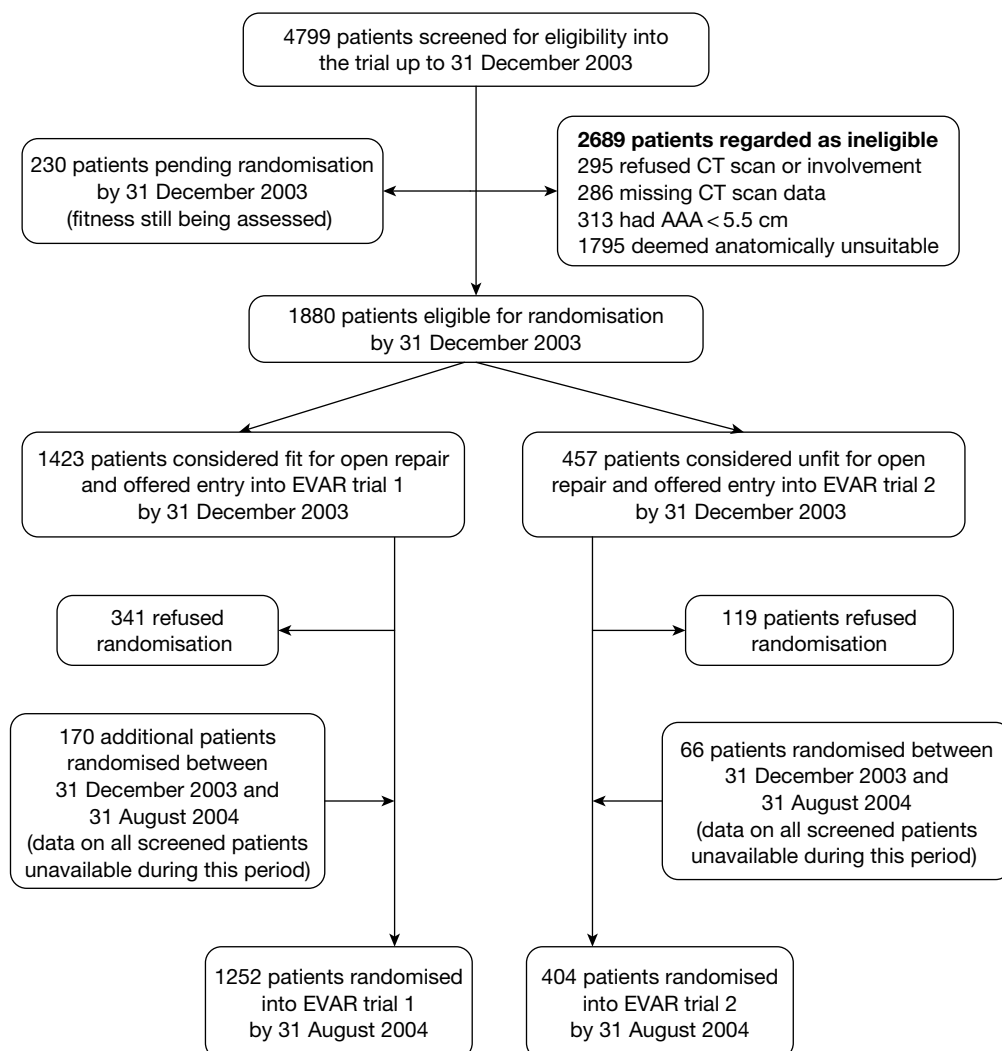 4799 patients screened for eligibility into
the trial up to 31 December 2003
230 patients pending randomisation
by 31 December 2003
(fitness still being assessed)
2689 patients regarded as ineligible
295 refused CT scan or involvement
286 missing CT scan data
313 had AAA < 5.5 cm
1795 deemed anatomically unsuitable
1880 patients eligible for randomisation
by 31 December 2003
1423 patients considered fit for open repair
and offered entry into EVAR trial 1
by 31 December 2003
457 patients considered unfit for open
repair and offered entry into EVAR trial 2
by 31 December 2003
341 refused
randomisation
119 patients refused
randomisation
170 additional patients
randomised between
31 December 2003 and
31 August 2004
(data on all screened patients
unavailable during this period)
66 patients randomised between
31 December 2003 and
31 August 2004
(data on all screened patients
unavailable during this period)
1252 patients randomised
into EVAR trial 1
by 31 August 2004
404 patients randomised
into EVAR trial 2
by 31 August 2004